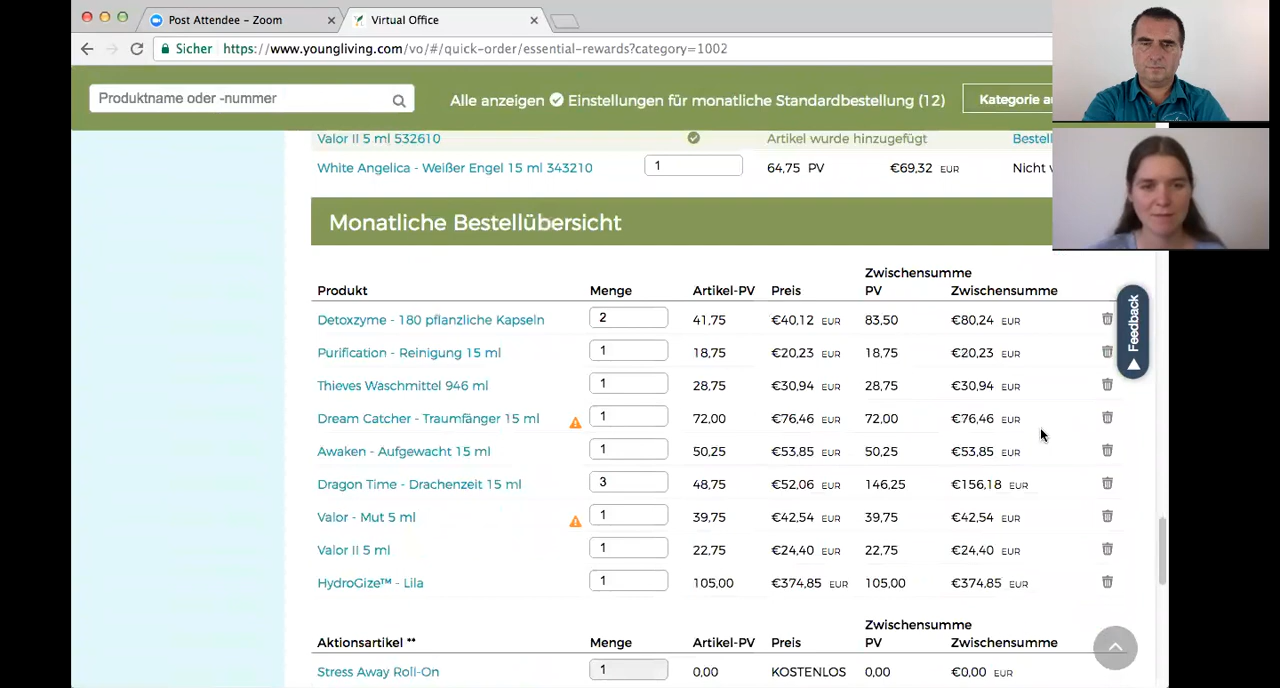 Post Attendee – Zoom
Virtual Office
Sicher https://www.youngliving.com/vo/#/quick-order/essential-rewards?category=1002
Produktname oder -nummer Alle anzeigen Einstellungen für monatliche Standardbestellung (12) Kategorie
Valor II 5 ml 532610 Artikel wurde hinzugefügt Bestell
White Angelica - Weißer Engel 15 ml 343210 1 64,75 PV €69,32 EUR Nicht
Monatliche Bestellübersicht
Zwischensumme
Produkt Menge Artikel-PV Preis PV Zwischensumme
Detoxzyme - 180 pflanzliche Kapseln 2 41,75 €40,12 EUR 83,50 €80,24 EUR
Purification - Reinigung 15 ml 1 18,75 €20,23 EUR 18,75 €20,23 EUR
Thieves Waschmittel 946 ml 1 28,75 €30,94 EUR 28,75 €30,94 EUR
Dream Catcher - Traumfänger 15 ml 1 72,00 €76,46 EUR 72,00 €76,46 EUR
Awaken - Aufgewacht 15 ml 1 50,25 €53,85 EUR 50,25 €53,85 EUR
Dragon Time - Drachenzeit 15 ml 3 48,75 €52,06 EUR 146,25 €156,18 EUR
Valor - Mut 5 ml 1 39,75 €42,54 EUR 39,75 €42,54 EUR
Valor II 5 ml 1 22,75 €24,40 EUR 22,75 €24,40 EUR
HydroGize™ - Lila 1 105,00 €374,85 EUR 105,00 €374,85 EUR
Feedback
Zwischensumme
Aktionsartikel ** Menge Artikel-PV Preis PV Zwischensumme
Stress Away Roll-On 1 0,00 KOSTENLOS 0,00 €0,00 EUR